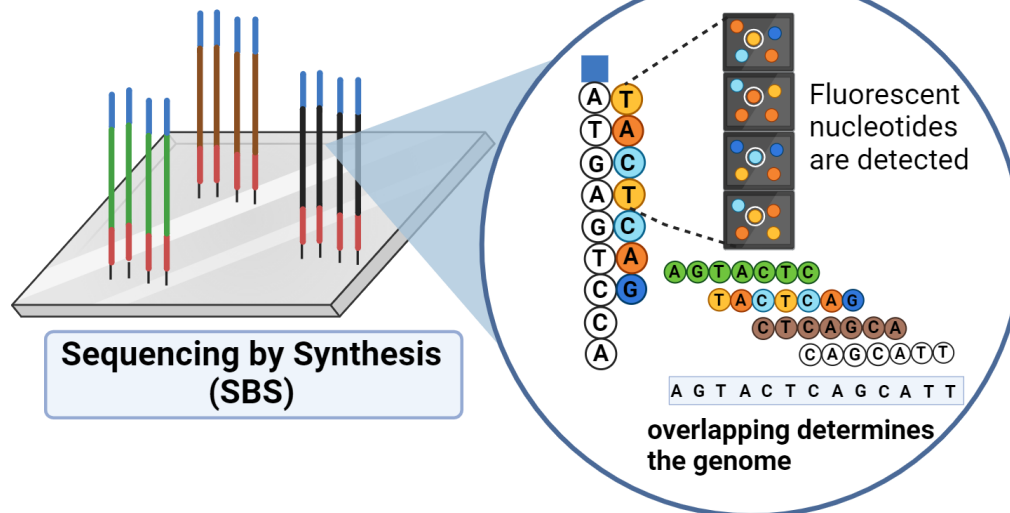 Sequencing by Synthesis
(SBS)
A T
T A
G C
A T
G C
T A
C G
C
A
Fluorescent
nucleotides
are detected
AGTACTC
TACTCAG
CTCAGCA
CAGCATT
AGTACTCAGCATT
overlapping determines
the genome